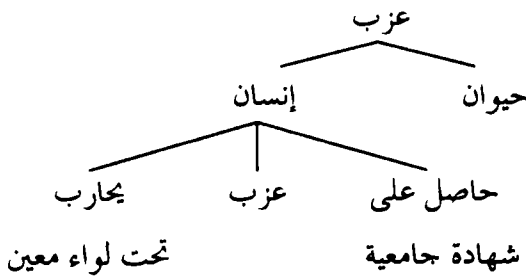 عزب
حيوان إنسان
حاصل على عزب يحارب
شهادة جامعية تحت لواء معين